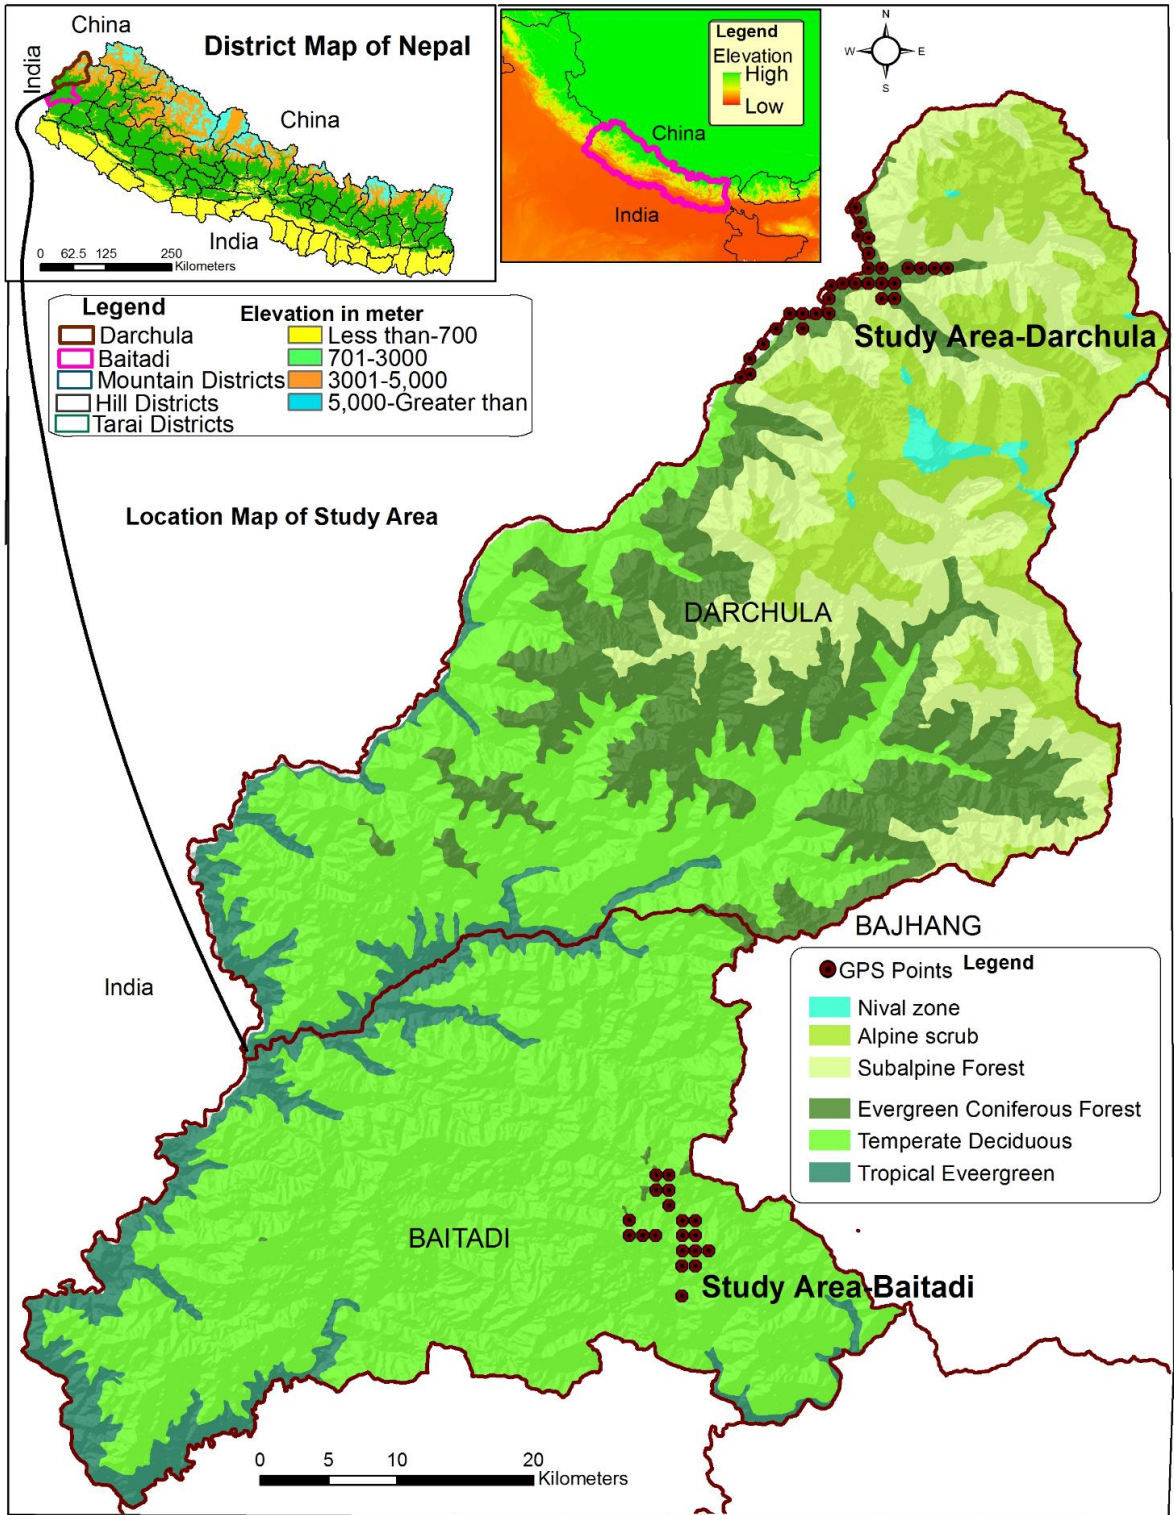 China
District Map of Nepal
India
China
India
0 62.5 125 250
Kilometers
Legend
Elevation
High
Low
China
India
N
W E
S
Legend
Darchula
Baitadi
Mountain Districts
Hill Districts
Tarai Districts
Elevation in meter
Less than-700
701-3000
3001-5,000
5,000-Greater than
Location Map of Study Area
Study Area-Darchula
DARCHULA
BAJHANG
India
Legend
GPS Points
Nival zone
Alpine scrub
Subalpine Forest
Evergreen Coniferous Forest
Temperate Deciduous
Tropical Eveergreen
BAITADI
Study Area-Baitadi
0 5 10 20
Kilometers